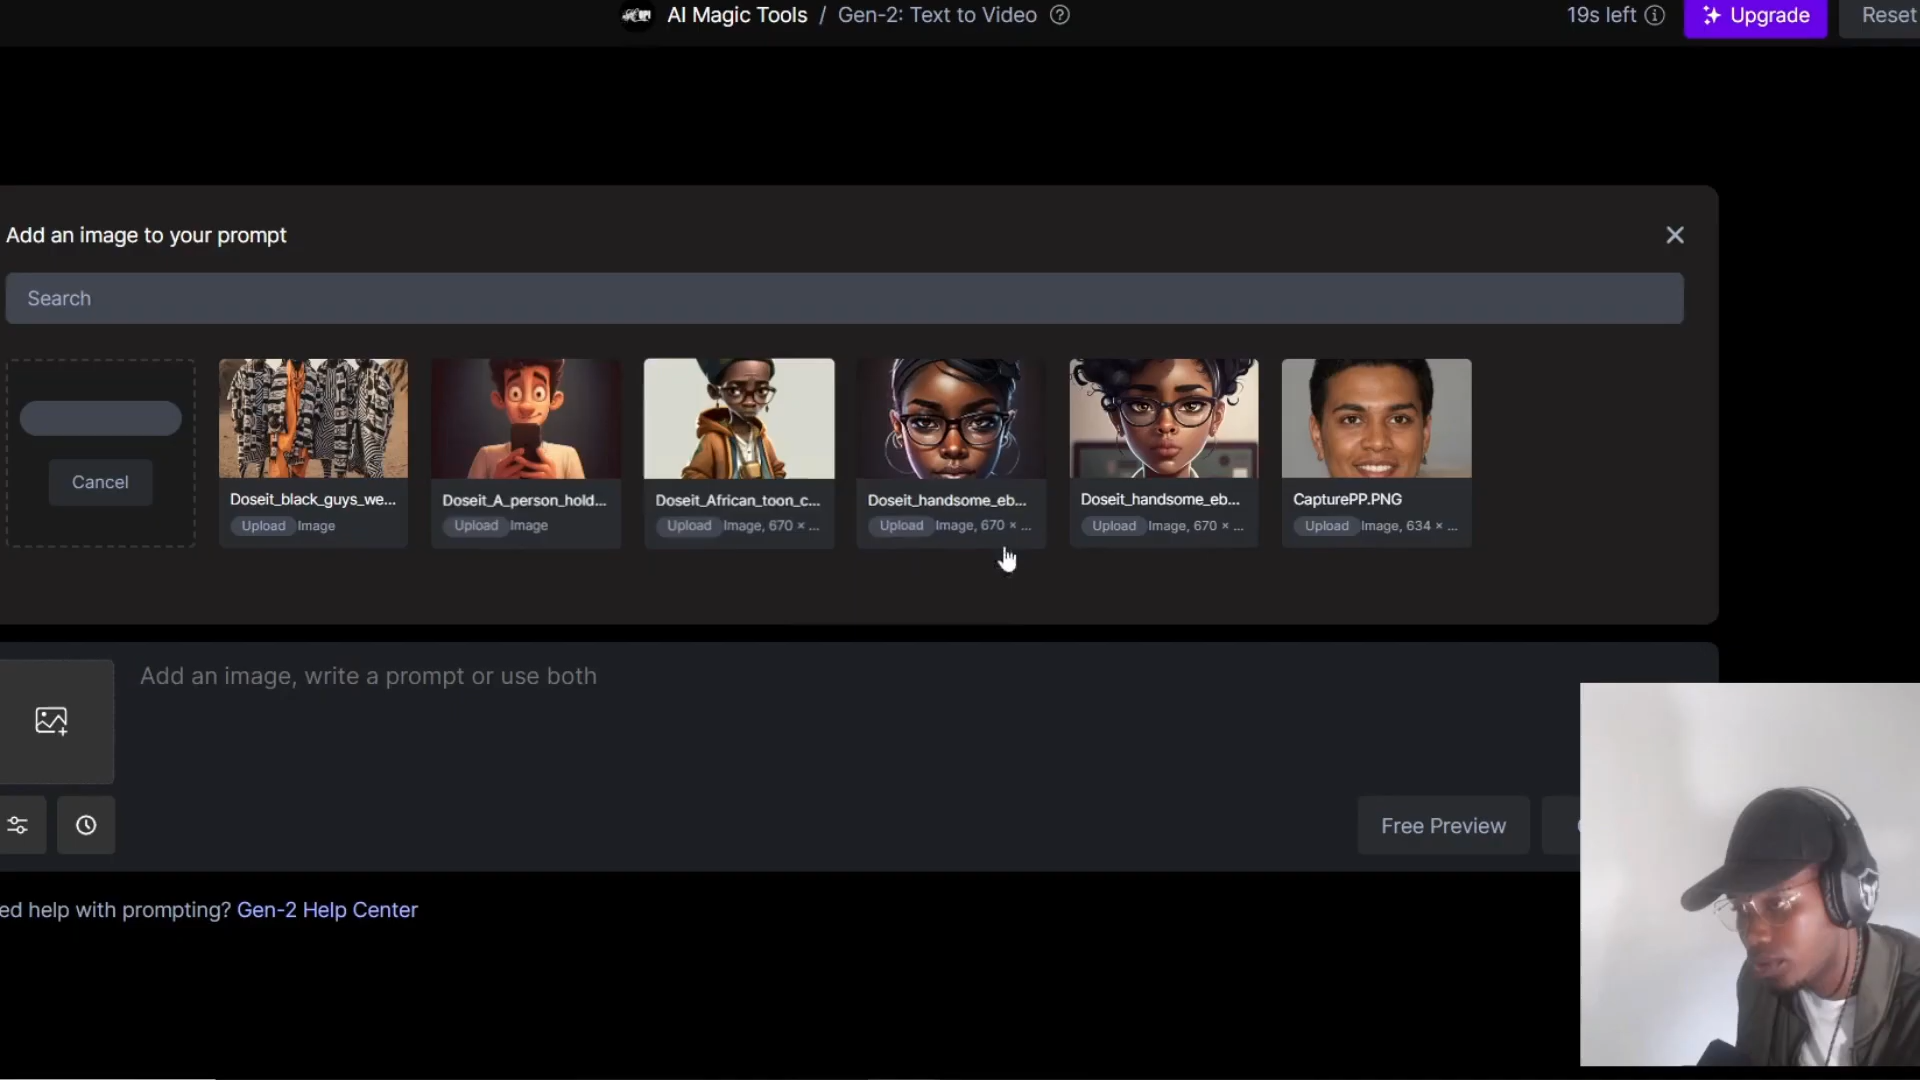 AI Magic Tools / Gen-2: Text to Video
19s left
Upgrade
Reset
Add an image to your prompt
Search
Cancel
Doseit_black_guys_we...
Upload Image
Doseit_A_person_hold...
Upload Image
Doseit_African_toon_c...
Upload Image, 670 × ...
Doseit_handsome_eb...
Upload Image, 670 × ...
Doseit_handsome_eb...
Upload Image, 670 × ...
CapturePP.PNG
Upload Image, 634 × ...
Add an image, write a prompt or use both
Free Preview
ed help with prompting? Gen-2 Help Center